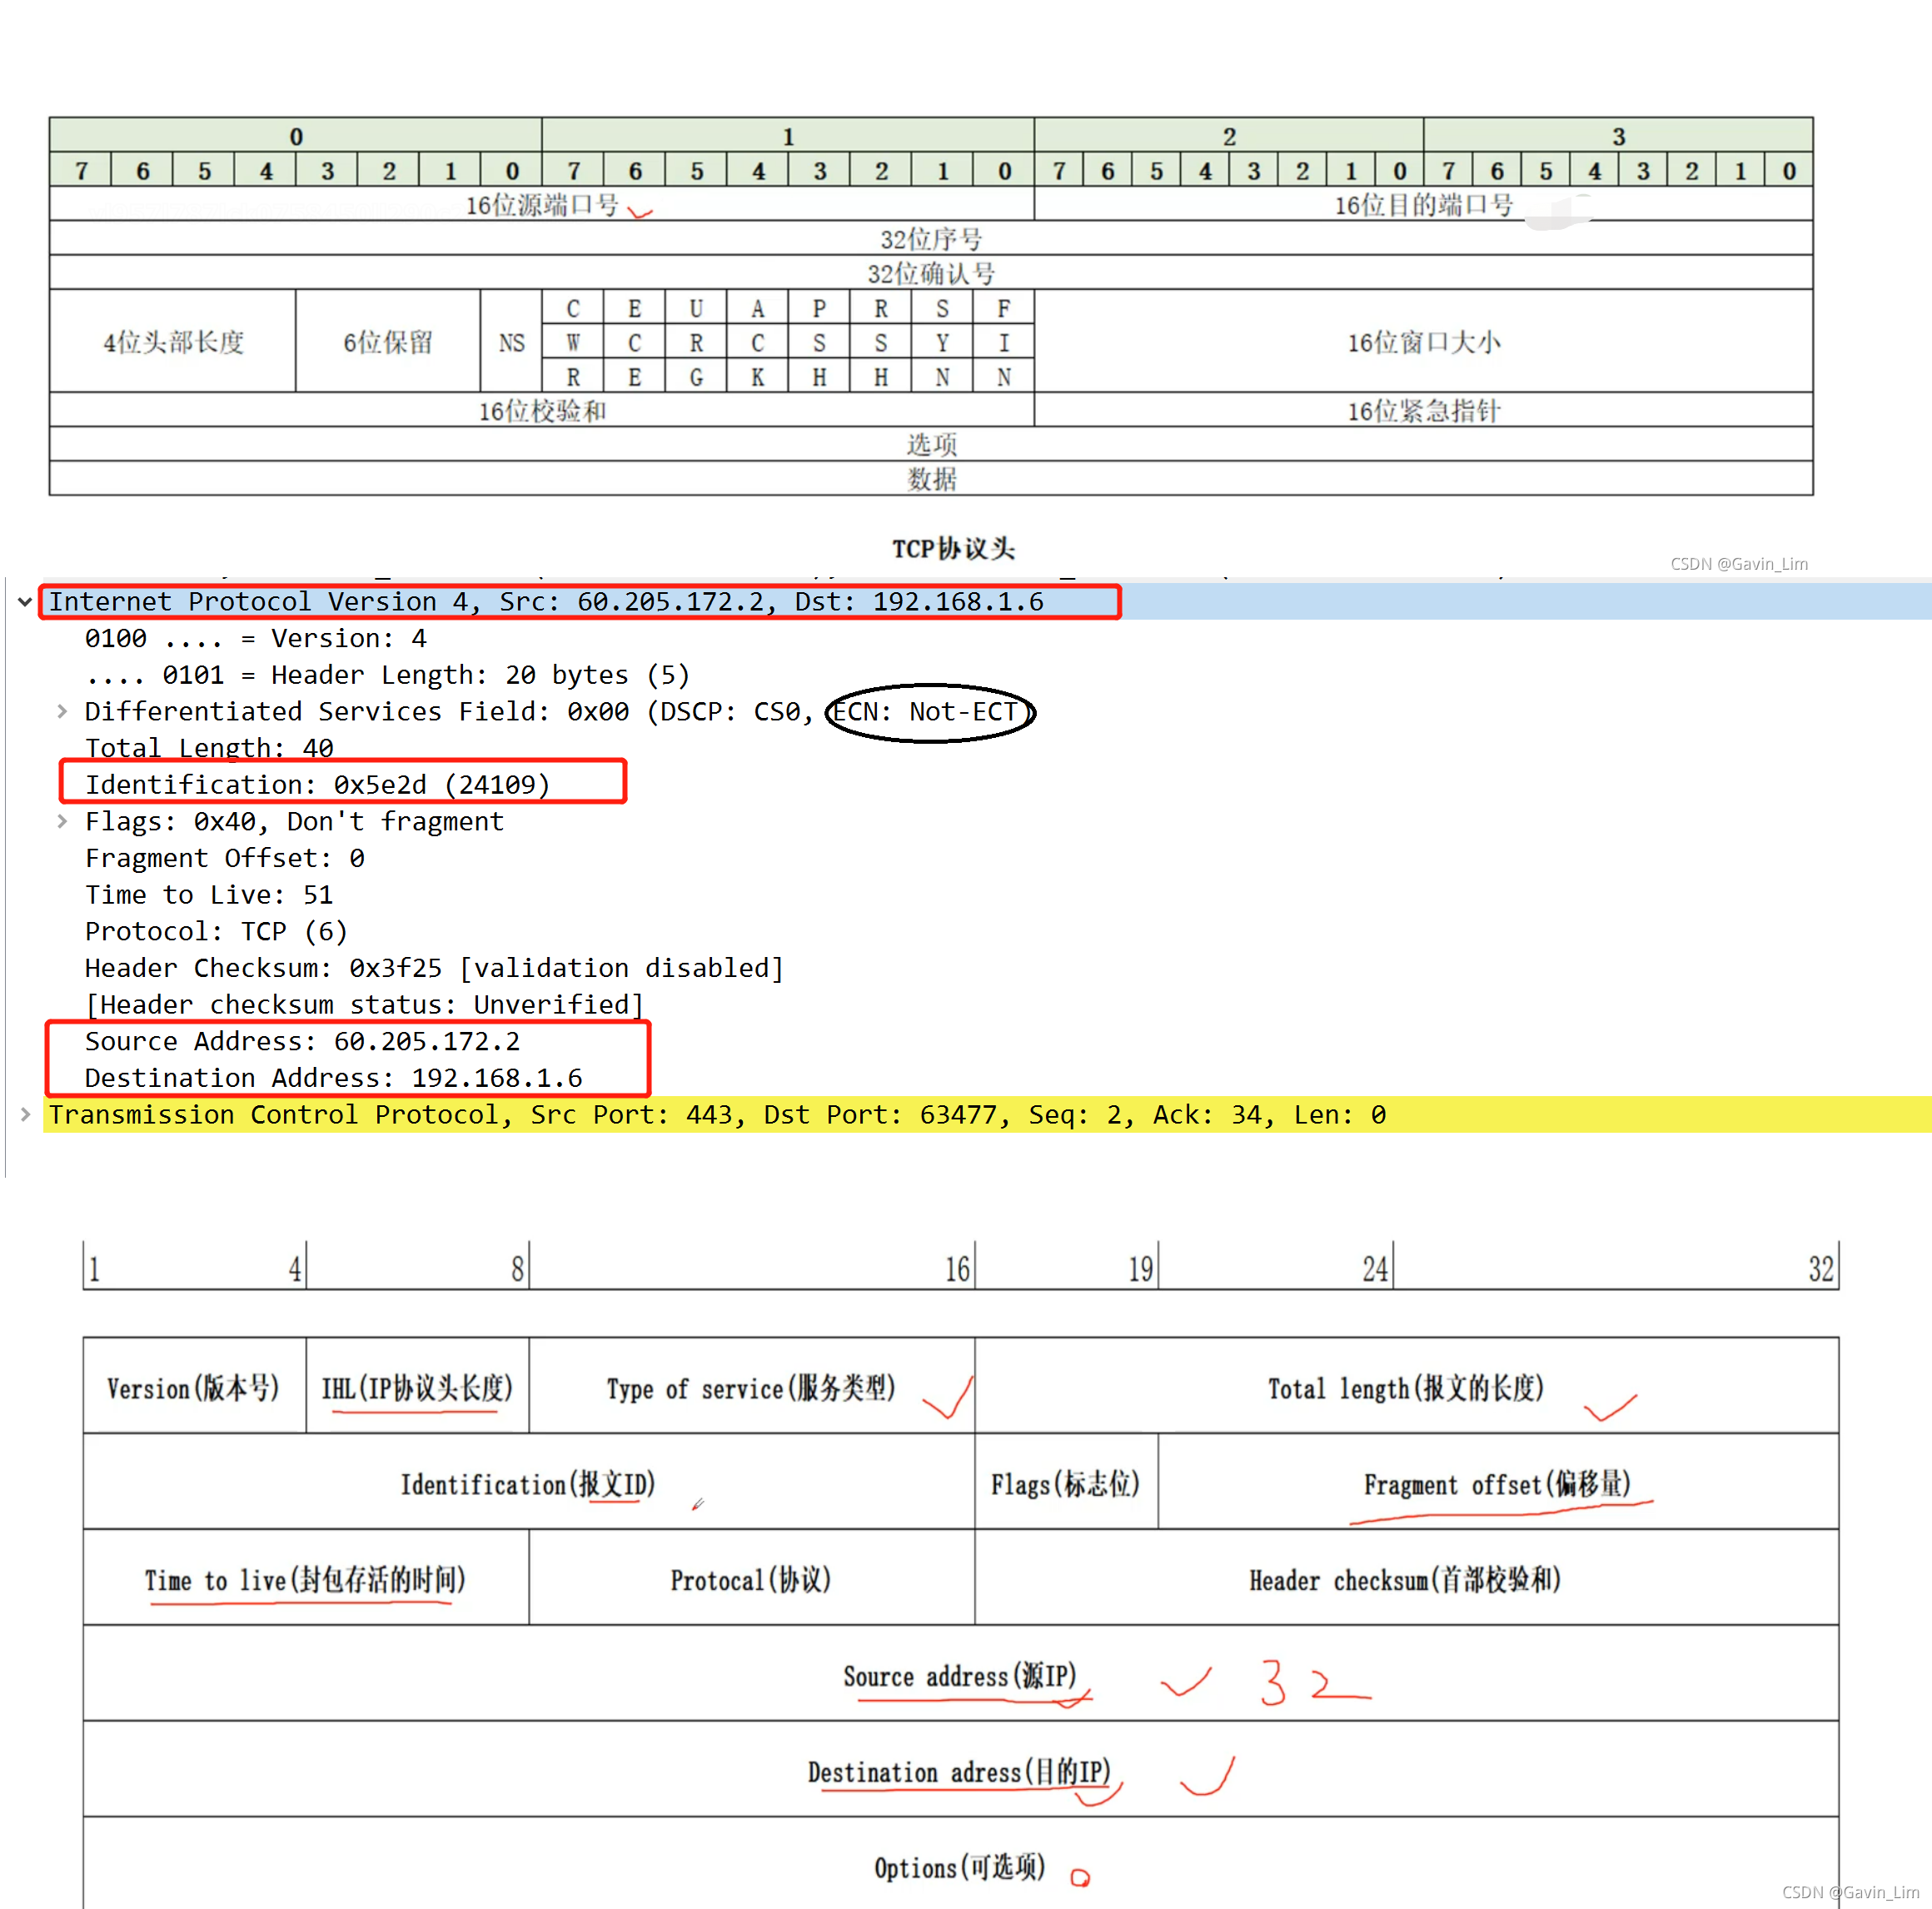 0 1 2 3
7 6 5 4 3 2 1 0 7 6 5 4 3 2 1 0 7 6 5 4 3 2 1 0 7 6 5 4 3 2 1 0
16位源端口号 16位目的端口号
32位序号
32位确认号
C E U A P R S F
4位头部长度 6位保留 NS W C R C S S Y I 16位窗口大小
R E G K H H N N
16位校验和 16位紧急指针
选项
数据
TCP协议头
CSDN @Gavin_Lim
Internet Protocol Version 4, Src: 60.205.172.2, Dst: 192.168.1.6
0100 .... = Version: 4
.... 0101 = Header Length: 20 bytes (5)
Differentiated Services Field: 0x00 (DSCP: CS0, ECN: Not-ECT)
Total Length: 40
Identification: 0x5e2d (24109)
Flags: 0x40, Don't fragment
Fragment Offset: 0
Time to Live: 51
Protocol: TCP (6)
Header Checksum: 0x3f25 [validation disabled]
[Header checksum status: Unverified]
Source Address: 60.205.172.2
Destination Address: 192.168.1.6
Transmission Control Protocol, Src Port: 443, Dst Port: 63477, Seq: 2, Ack: 34, Len: 0
1 4 8 16 19 24 32
Version(版本号) IHL(IP协议头长度) Type of service(服务类型) Total length(报文的长度)
Identification(报文ID) Flags(标志位) Fragment offset(偏移量)
Time to live(封包存活的时间) Protocal(协议) Header checksum(首部校验和)
Source address(源IP) 32
Destination adress(目的IP)
Options(可选项)
CSDN @Gavin_Lim